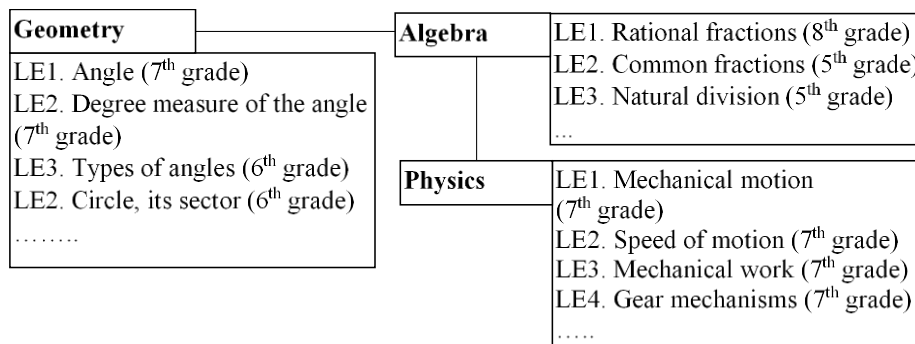 Geometry
LE1. Angle (7th grade)
LE2. Degree measure of the angle
(7th grade)
LE3. Types of angles (6th grade)
LE2. Circle, its sector (6th grade)
........
Algebra
LE1. Rational fractions (8th grade)
LE2. Common fractions (5th grade)
LE3. Natural division (5th grade)
...
Physics
LE1. Mechanical motion
(7th grade)
LE2. Speed of motion (7th grade)
LE3. Mechanical work (7th grade)
LE4. Gear mechanisms (7th grade)
.....